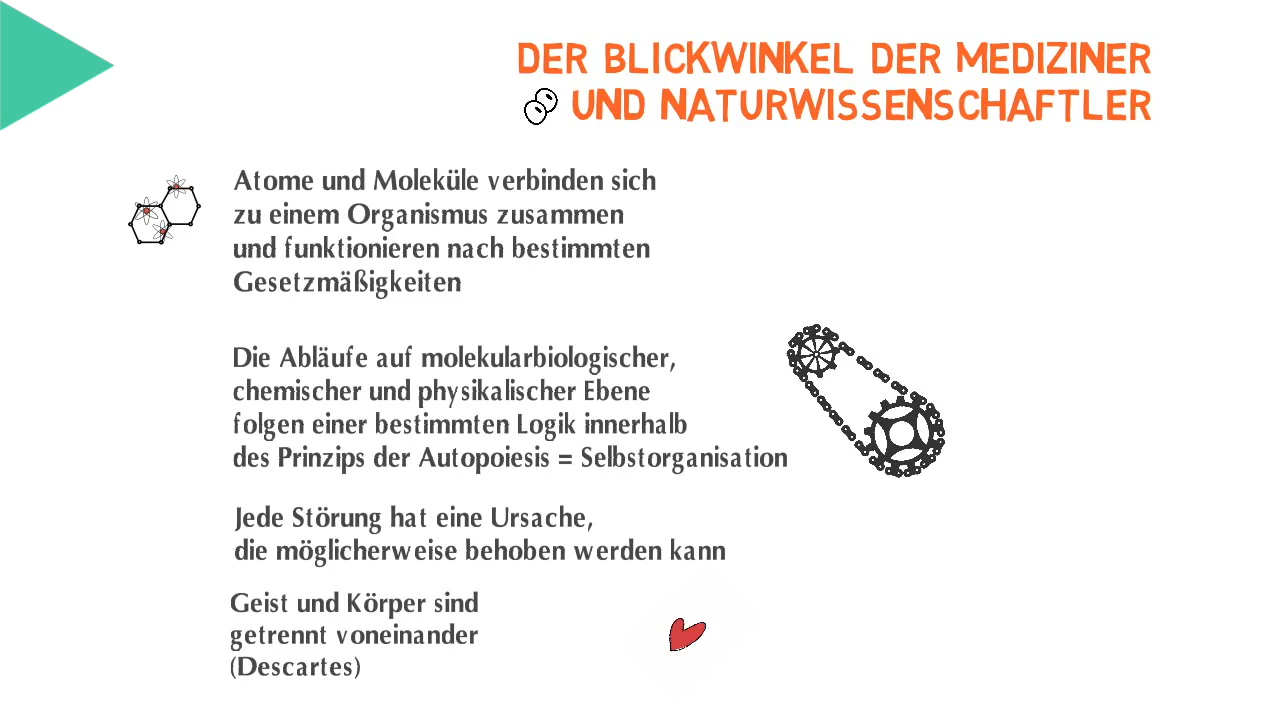 DER BLICKWINKEL DER MEDIZINER
UND NATURWISSENSCHAFTLER
Atome und Moleküle verbinden sich
zu einem Organismus zusammen
und funktionieren nach bestimmten
Gesetzmäßigkeiten
Die Abläufe auf molekularbiologischer,
chemischer und physikalischer Ebene
folgen einer bestimmten Logik innerhalb
des Prinzips der Autopoiesis = Selbstorganisation
Jede Störung hat eine Ursache,
die möglicherweise behoben werden kann
Geist und Körper sind
getrennt voneinander
(Descartes)